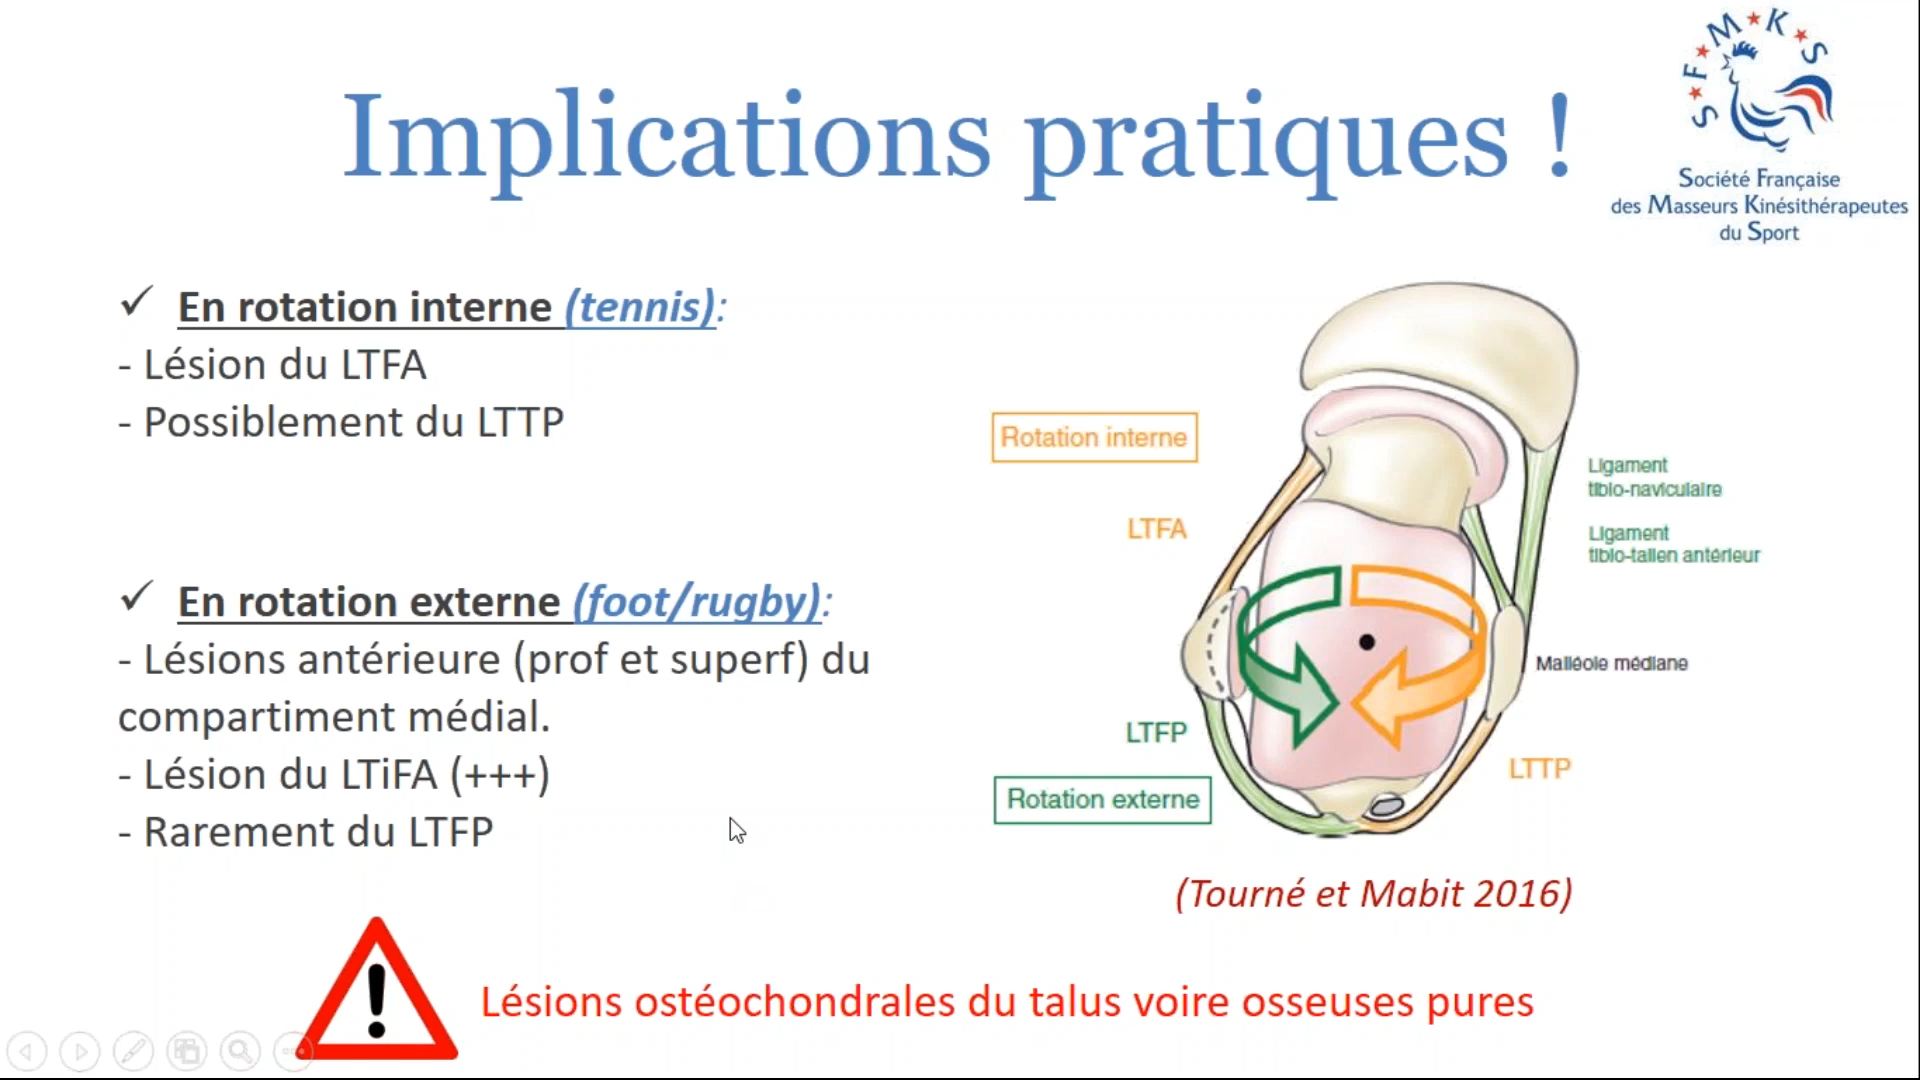 Implications pratiques !
S★F★M★K★S
Société Française
des Masseurs Kinésithérapeutes
du Sport
✓ En rotation interne (tennis):
- Lésion du LTFA
- Possiblement du LTTP
✓ En rotation externe (foot/rugby):
- Lésions antérieure (prof et superf) du
compartiment médial.
- Lésion du LTiFA (+++)
- Rarement du LTFP
Rotation interne
LTFA
LTFP
Rotation externe
Ligament
tibio-naviculaire
Ligament
tibio-talien antérieur
Malléole médiane
LTTP
(Tourné et Mabit 2016)
Lésions ostéochondrales du talus voire osseuses pures